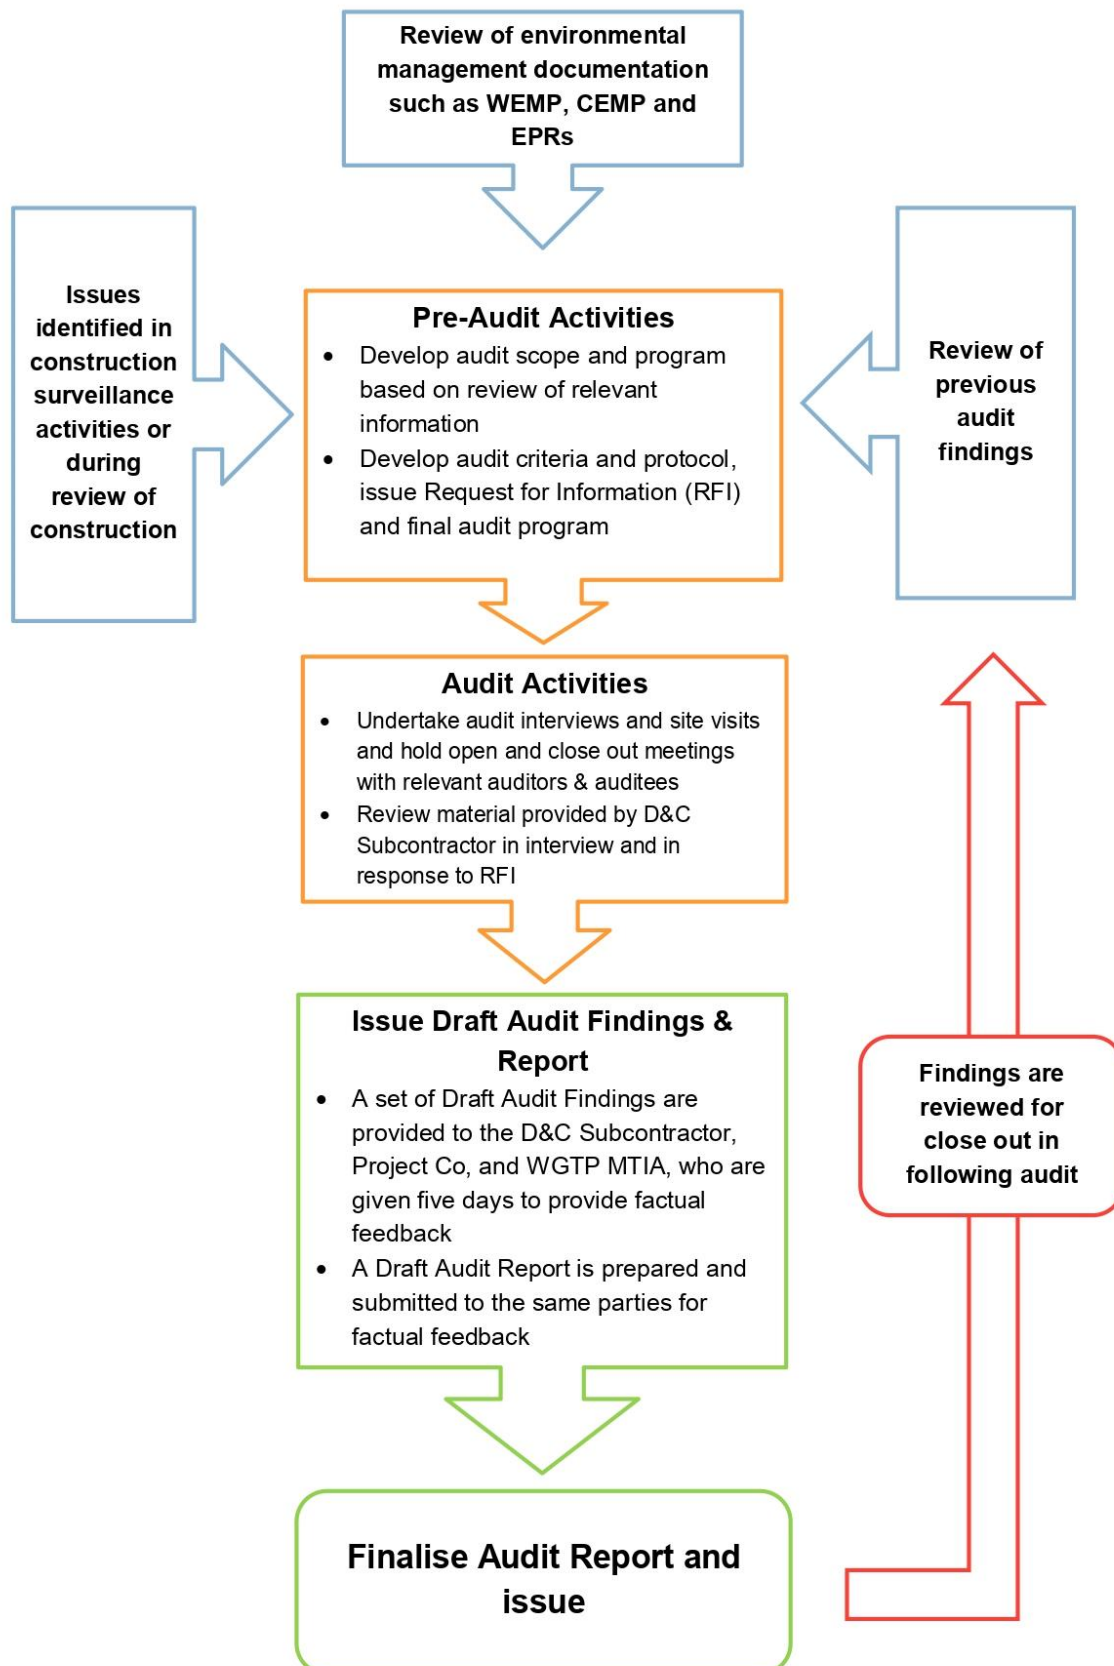 Review of environmental
management documentation
such as WEMP, CEMP and
EPRs
Issues
identified in
construction
surveillance
activities or
during
review of
construction
Pre-Audit Activities
• Develop audit scope and program
based on review of relevant
information
• Develop audit criteria and protocol,
issue Request for Information (RFI)
and final audit program
Review of
previous
audit
findings
Audit Activities
• Undertake audit interviews and site visits
and hold open and close out meetings
with relevant auditors & auditees
• Review material provided by D&C
Subcontractor in interview and in
response to RFI
Issue Draft Audit Findings &
Report
• A set of Draft Audit Findings are
provided to the D&C Subcontractor,
Project Co, and WGTP MTIA, who are
given five days to provide factual
feedback
• A Draft Audit Report is prepared and
submitted to the same parties for
factual feedback
Findings are
reviewed for
close out in
following audit
Finalise Audit Report and
issue